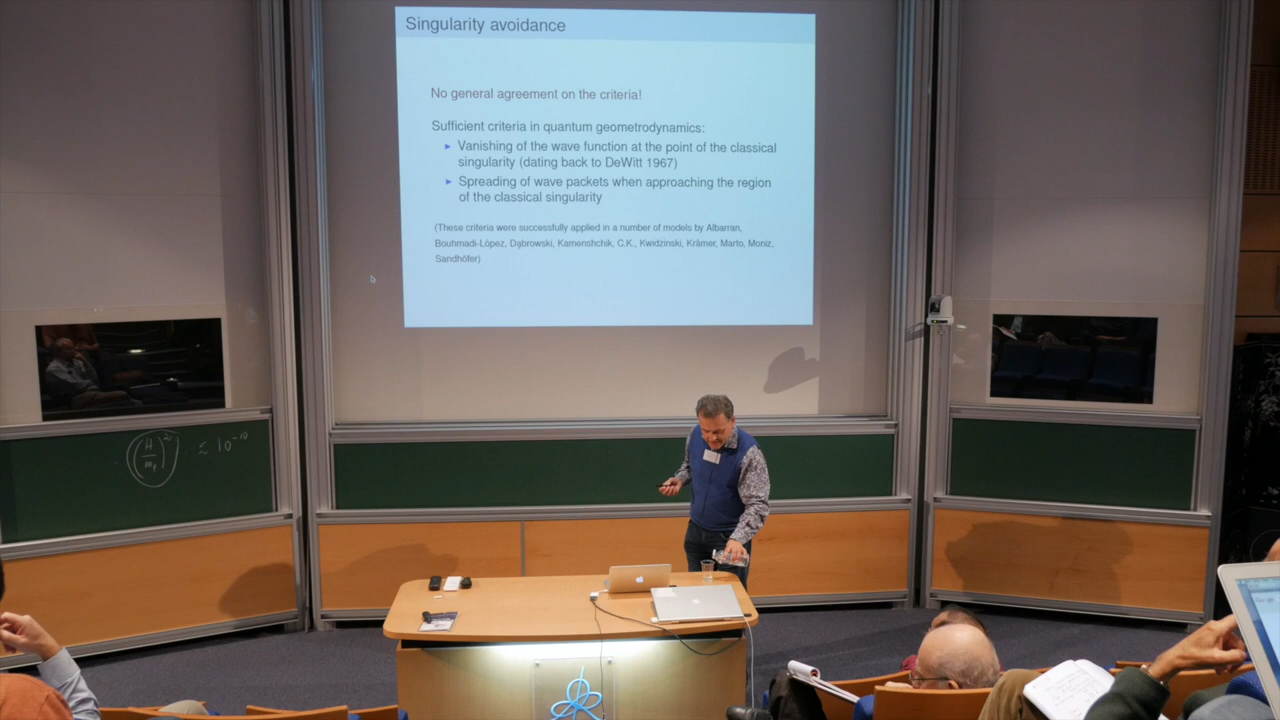 Singularity avoidance
No general agreement on the criteria!
Sufficient criteria in quantum geometrodynamics:
▸ Vanishing of the wave function at the point of the classical
singularity (dating back to DeWitt 1967)
▸ Spreading of wave packets when approaching the region
of the classical singularity
(These criteria were successfully applied in a number of models by Albarran,
Bouhmadi-López, Dąbrowski, Kamenshchik, C.K., Kwidzinski, Krämer, Marto, Moniz,
Sandhöfer)
(H/m_p)² ≲ 10⁻¹⁰